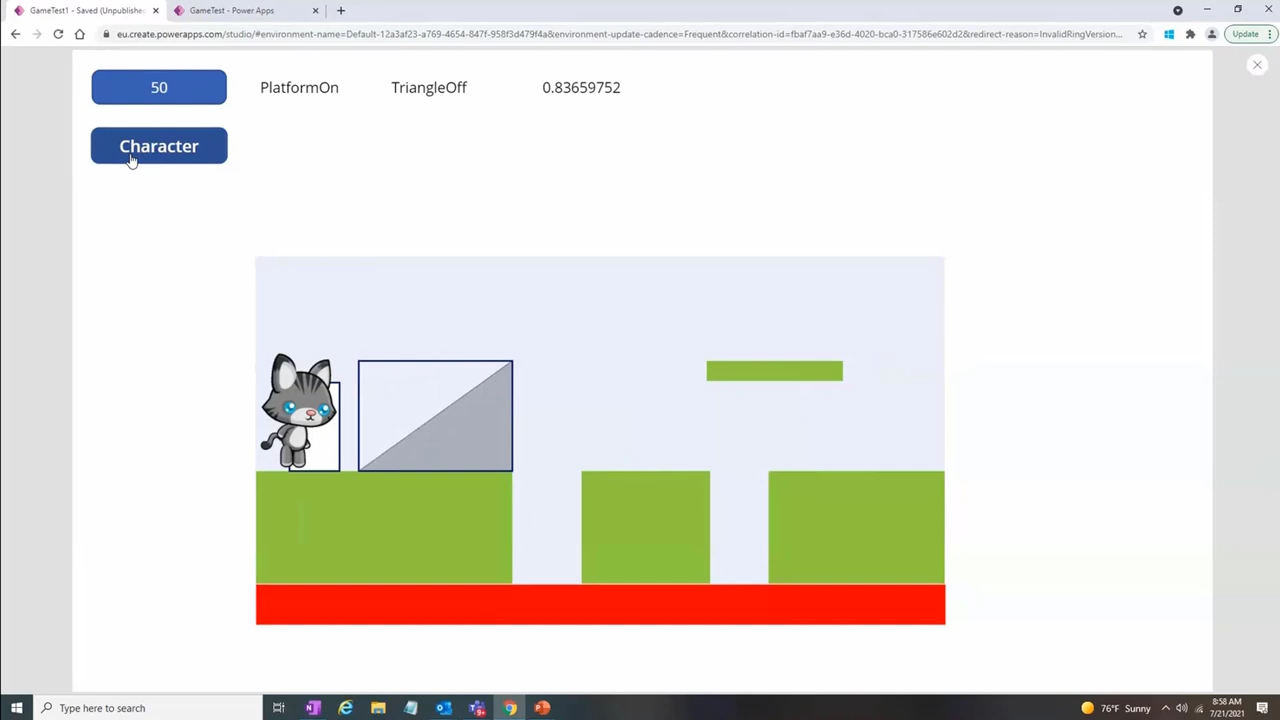 GameTest1 - Saved (Unpublishe
GameTest - Power Apps
eu.create.powerapps.com/studio/#environment-name=Default-12a3af23-a769-4654-847f-958f3d479f4a&environment-update-cadence=Frequent&correlation-id=fbaf7aa9-e36d-4020-bca0-317586e602d2&redirect-reason=InvalidRingVersion...
Update
50
PlatformOn
TriangleOff
0.83659752
Character
Type here to search
76°F Sunny
8:58 AM
7/21/2021